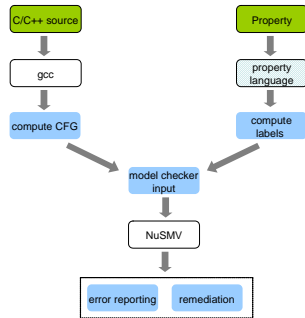 C/C++ source
Property
gcc
property
language
compute CFG
compute
labels
model checker
input
NuSMV
error reporting
remediation